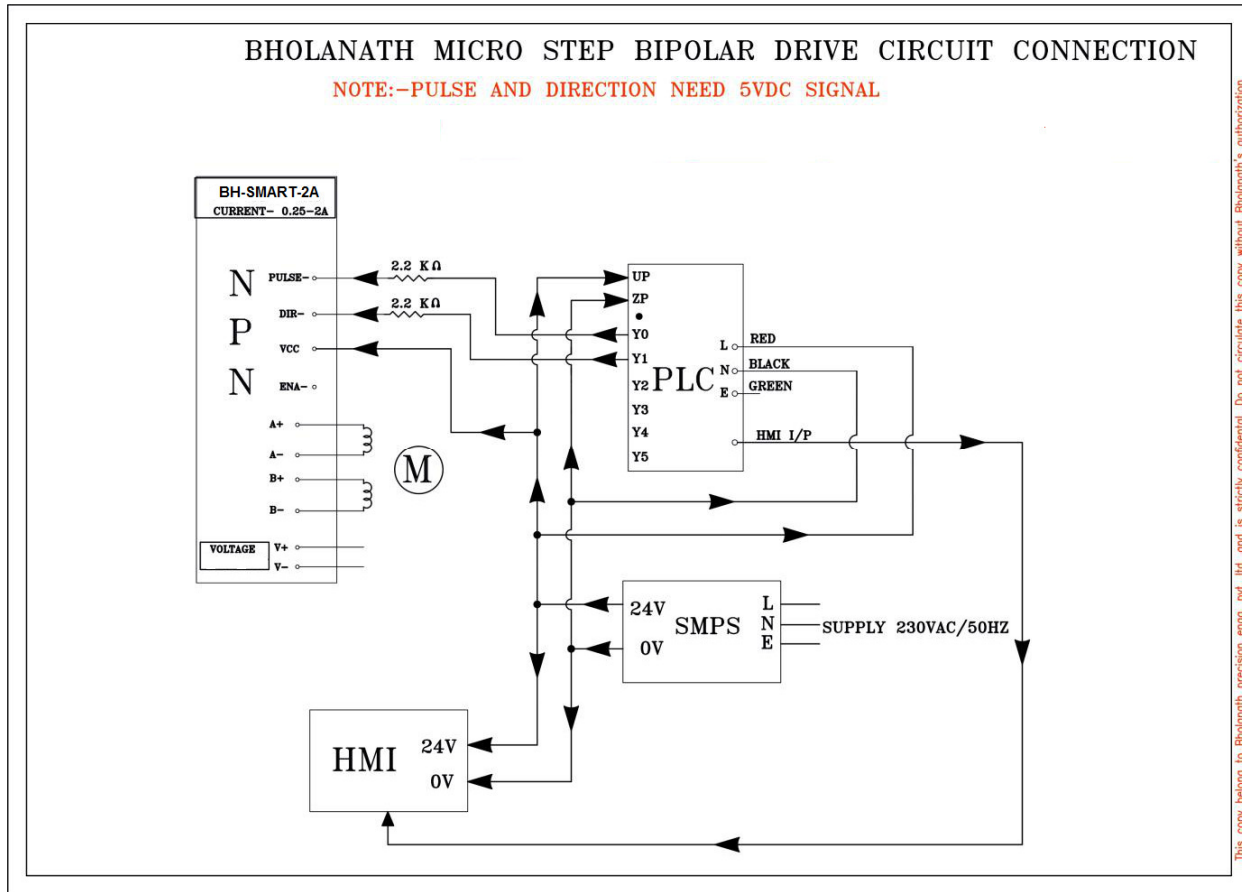 BHOLANATH MICRO STEP BIPOLAR DRIVE CIRCUIT CONNECTION
NOTE:-PULSE AND DIRECTION NEED 5VDC SIGNAL
BH-SMART-2A
CURRENT- 0.25-2A
N
P
N
PULSE-
DIR-
VCC
ENA-
A+
A-
B+
B-
VOLTAGE
V+
V-
2.2 KΩ
2.2 KΩ
M
UP
ZP
Y0
Y1
Y2
Y3
Y4
Y5
PLC
L
N
E
RED
BLACK
GREEN
HMI I/P
24V
0V
SMPS
L
N
E
SUPPLY 230VAC/50HZ
HMI
24V
0V
This copy belong to Bholanath precision engg. pvt. ltd. and is strictly confidental. Do not circulate this copy without Bholanath's authorization